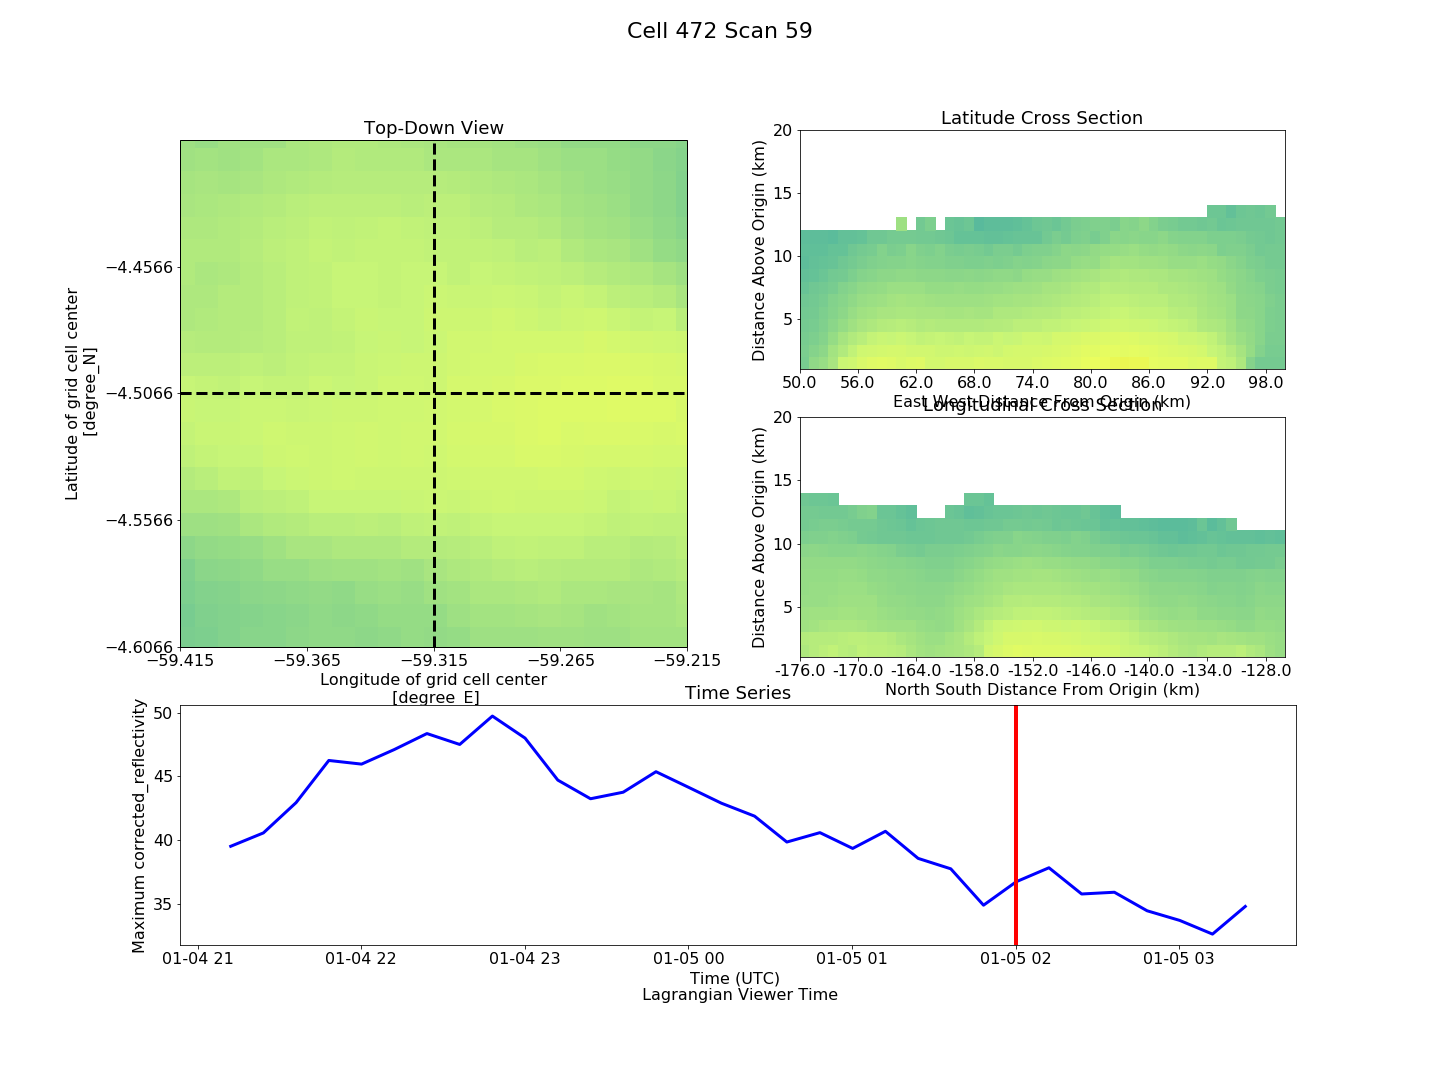 Cell 472 Scan 59
Top-Down View
−4.4566
−4.5066
−4.5566
−4.6066
Latitude of grid cell center
[degree_N]
−59.415 −59.365 −59.315 −59.265 −59.215
Longitude of grid cell center
[degree_E]
Latitude Cross Section
20
15
10
5
Distance Above Origin (km)
50.0 56.0 62.0 68.0 74.0 80.0 86.0 92.0 98.0
East West Distance From Origin (km)
Longitudinal Cross Section
20
15
10
5
Distance Above Origin (km)
-176.0 -170.0 -164.0 -158.0 -152.0 -146.0 -140.0 -134.0 -128.0
North South Distance From Origin (km)
Time Series
50
45
40
35
Maximum corrected_reflectivity
01-04 21 01-04 22 01-04 23 01-05 00 01-05 01 01-05 02 01-05 03
Time (UTC)
Lagrangian Viewer Time